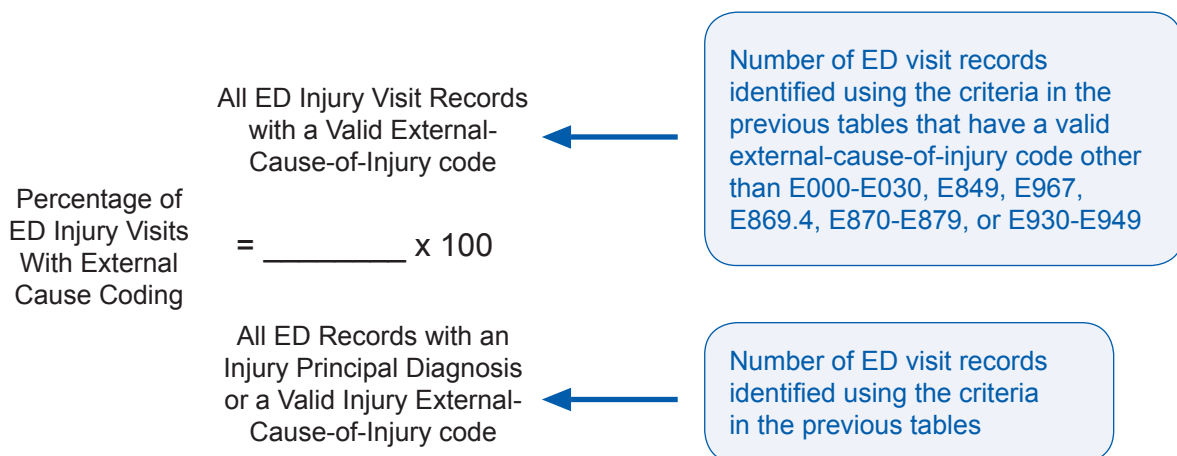 Percentage of
ED Injury Visits
With External
Cause Coding
All ED Injury Visit Records
with a Valid External-
Cause-of-Injury code
= ________ x 100
All ED Records with an
Injury Principal Diagnosis
or a Valid Injury External-
Cause-of-Injury code
Number of ED visit records
identified using the criteria in the
previous tables that have a valid
external-cause-of-injury code other
than E000-E030, E849, E967,
E869.4, E870-E879, or E930-E949
Number of ED visit records
identified using the criteria
in the previous tables